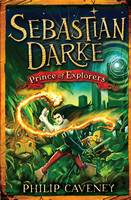 SEBASTIAN
DARKE
Prince of Explorers
PHILIP CAVENEY